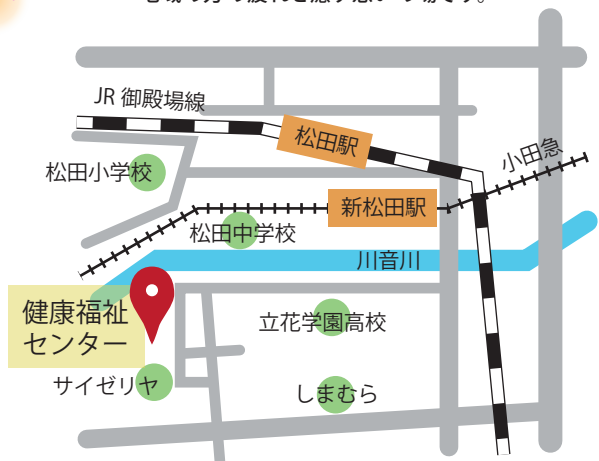 JR 御殿場線
松田駅
小田急
松田小学校
新松田駅
松田中学校
川音川
健康福祉
センター
立花学園高校
サイゼリヤ
しまむら